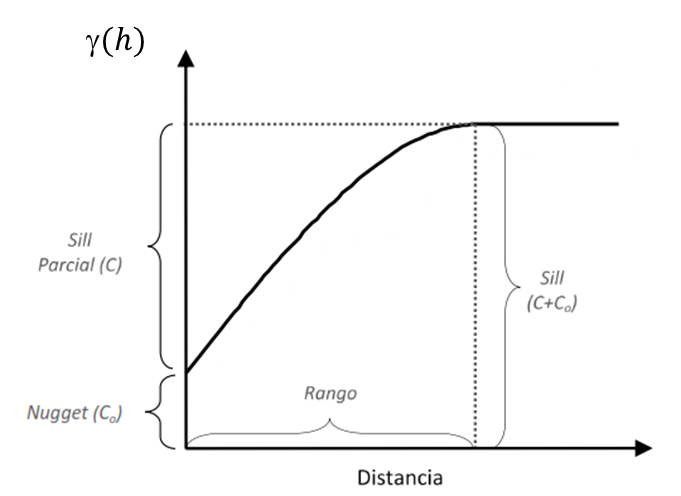 γ(h)
Sill
Parcial (C)
Sill
(C+Cₒ)
Rango
Nugget (Cₒ)
Distancia